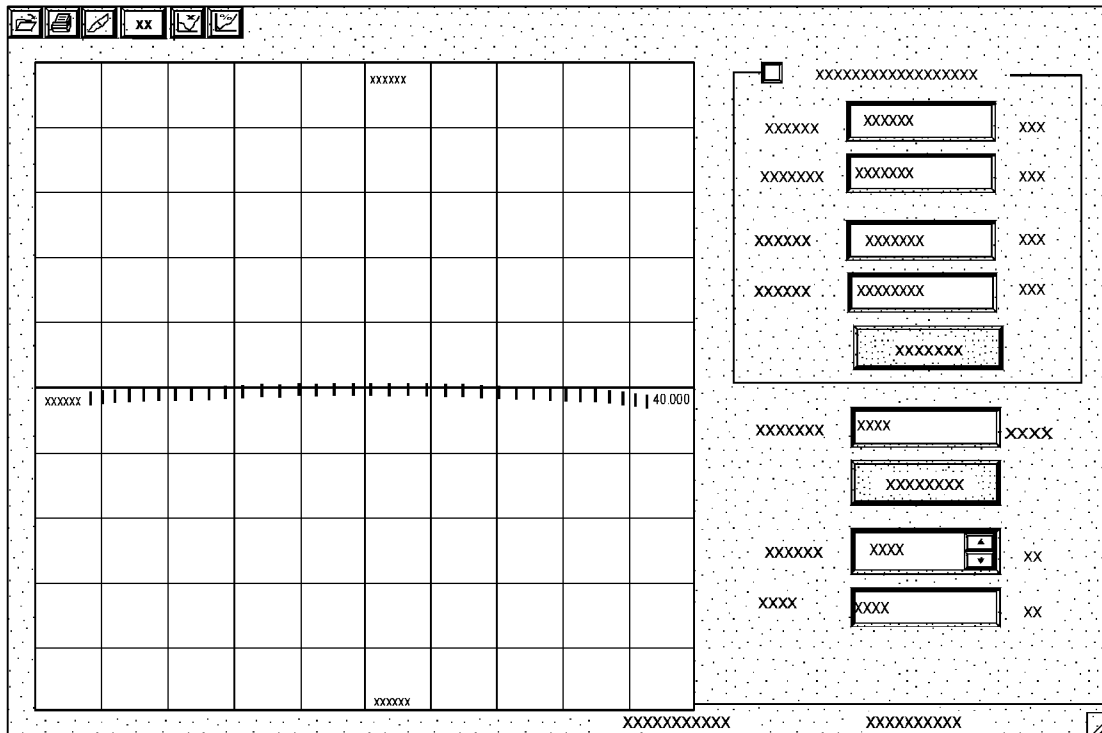 xx
x
%
xxxxxx
xxxxxx
40.000
xxxxxx
XXXXXXXXXXXXXXXXXX
XXXXXX XXXXXX XXX
XXXXXXX XXXXXXX XXX
XXXXXX XXXXXXX XXX
XXXXXX XXXXXXXX XXX
XXXXXXX
XXXXXXX XXXX XXXX
XXXXXXXX
XXXXXX XXXX XX
XXXX XXXX XX
XXXXXXXXXXX XXXXXXXXXX